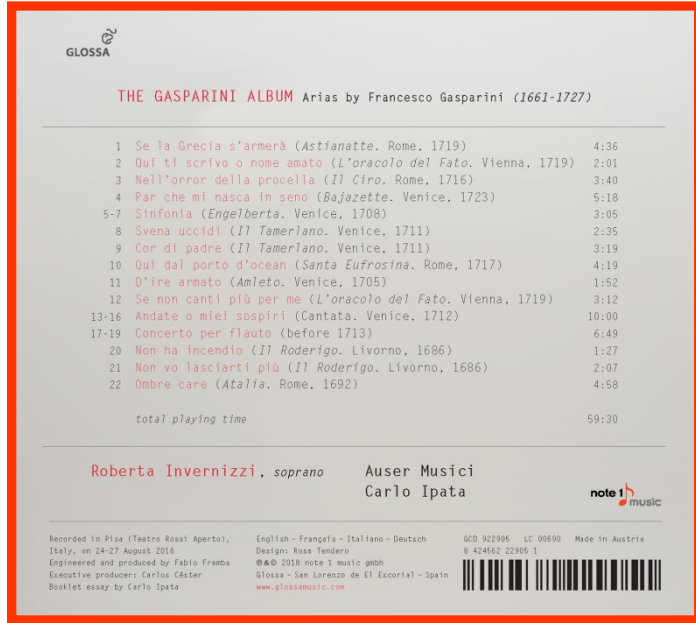 GLOSSA
THE GASPARINI ALBUM Arias by Francesco Gasparini (1661-1727)
1 Se la Grecia s'armerà (Astianatte. Rome, 1719) 4:36
2 Qui ti scrivo o nome amato (L'oracolo del Fato. Vienna, 1719) 2:01
3 Nell'orror della procella (Il Ciro. Rome, 1716) 3:40
4 Par che mi nasca in seno (Bajazette. Venice, 1723) 5:18
5-7 Sinfonia (Engelberta. Venice, 1708) 3:05
8 Svena uccidi (Il Tamerlano. Venice, 1711) 2:35
9 Cor di padre (Il Tamerlano. Venice, 1711) 3:19
10 Qui dal porto d'ocean (Santa Eufrosina. Rome, 1717) 4:19
11 D'ire armato (Amleto. Venice, 1705) 1:52
12 Se non canti più per me (L'oracolo del Fato. Vienna, 1719) 3:12
13-16 Andate o miei sospiri (Cantata. Venice, 1712) 10:00
17-19 Concerto per flauto (before 1713) 6:49
20 Non ha incendio (Il Roderigo. Livorno, 1686) 1:27
21 Non vo lasciarti più (Il Roderigo. Livorno, 1686) 2:07
22 Ombre care (Atalia. Rome, 1692) 4:58
total playing time 59:30
Roberta Invernizzi, soprano
Auser Musici
Carlo Ipata
note 1 music
Recorded in Pisa (Teatro Rossi Aperto),
Italy, on 24-27 August 2016
Engineered and produced by Fabio Framba
Executive producer: Carlos Céster
Booklet essay by Carlo Ipata
English – Français – Italiano – Deutsch
Design: Rosa Tendero
℗ & © 2018 note 1 music gmbh
Glossa – San Lorenzo de El Escorial – Spain
www.glossamusic.com
GCD 922905 LC 00690 Made in Austria
8 424562 22905 1